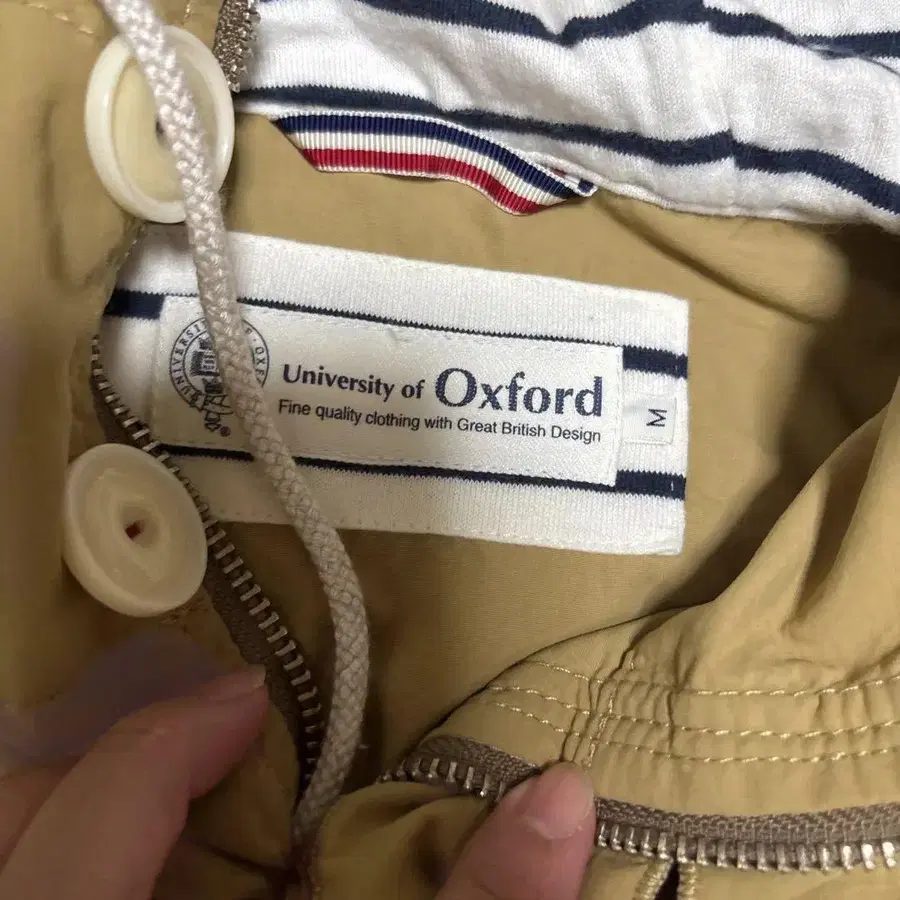 University of Oxford
Fine quality clothing with Great British Design
M
®